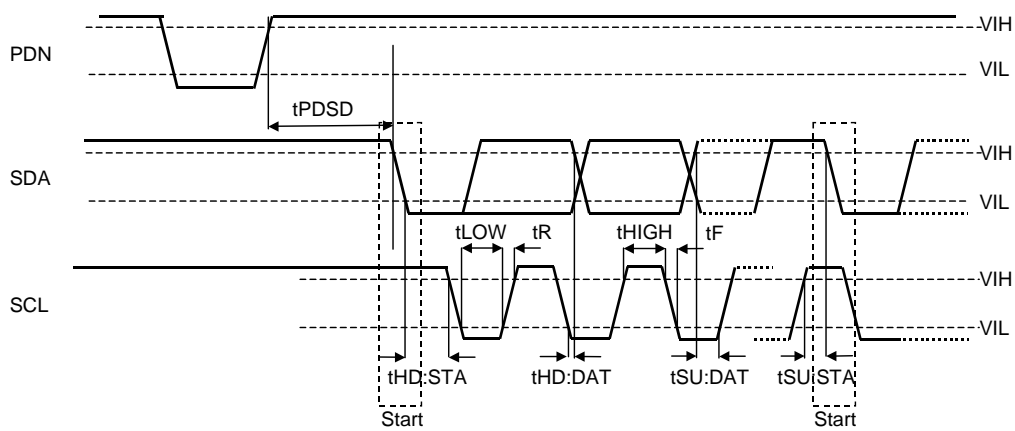 PDN
VIH
VIL
tPDSD
SDA
VIH
VIL
tLOW
tR
tHIGH
tF
SCL
VIH
VIL
tHD:STA
tHD:DAT
tSU:DAT
tSU:STA
Start
Start